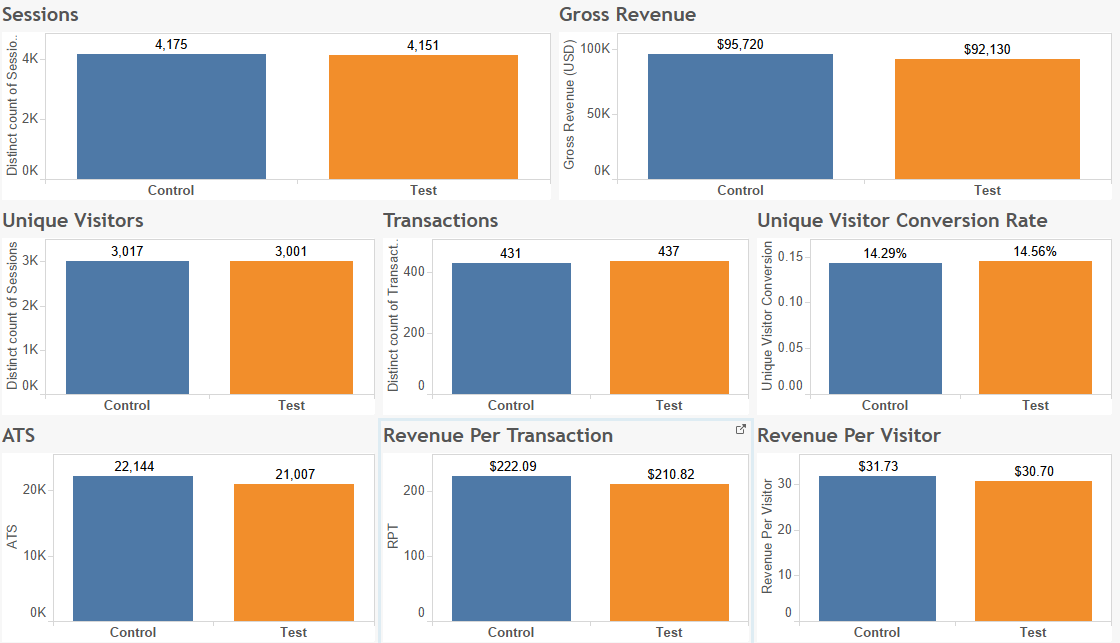 Sessions
Distinct count of Sessio..
4K
2K
0K
4,175
4,151
Control
Test
Gross Revenue
Gross Revenue (USD)
100K
50K
0K
$95,720
$92,130
Control
Test
Unique Visitors
Distinct count of Sessions
3K
2K
1K
0K
3,017
3,001
Control
Test
Transactions
Distinct count of Transact..
400
200
0
431
437
Control
Test
Unique Visitor Conversion Rate
Unique Visitor Conversion
0.15
0.10
0.05
0.00
14.29%
14.56%
Control
Test
ATS
ATS
20K
10K
0K
22,144
21,007
Control
Test
Revenue Per Transaction
RPT
200
100
0
$222.09
$210.82
Control
Test
Revenue Per Visitor
Revenue Per Visitor
30
20
10
0
$31.73
$30.70
Control
Test